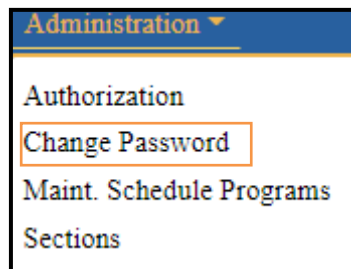 Administration
Authorization
Change Password
Maint. Schedule Programs
Sections